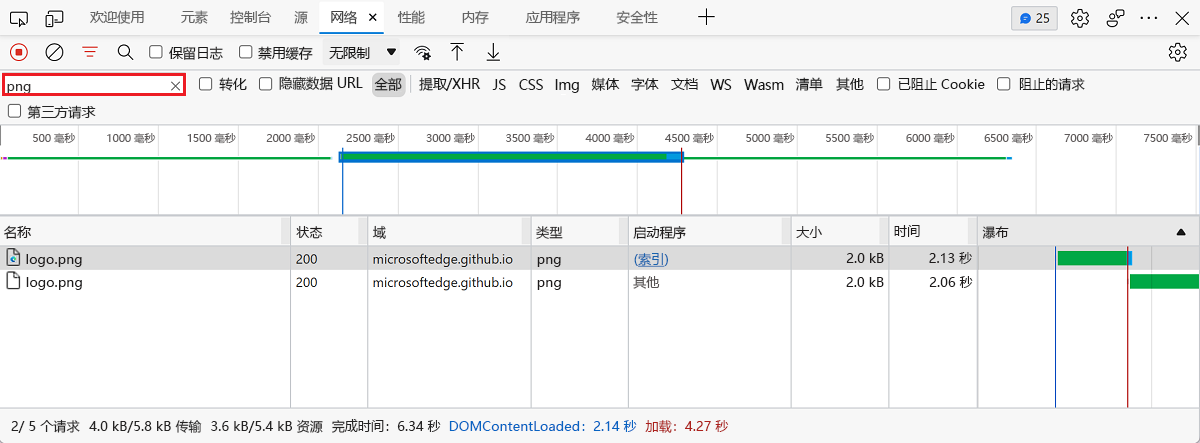 欢迎使用 元素 控制台 源 网络 性能 内存 应用程序 安全性 25
保留日志 禁用缓存 无限制
png 转化 隐藏数据 URL 全部 提取/XHR JS CSS Img 媒体 字体 文档 WS Wasm 清单 其他 已阻止 Cookie 阻止的请求
第三方请求
500 毫秒 1000 毫秒 1500 毫秒 2000 毫秒 2500 毫秒 3000 毫秒 3500 毫秒 4000 毫秒 4500 毫秒 5000 毫秒 5500 毫秒 6000 毫秒 6500 毫秒 7000 毫秒 7500 毫秒
名称 状态 域 类型 启动程序 大小 时间 瀑布
logo.png 200 microsoftedge.github.io png (索引) 2.0 kB 2.13 秒
logo.png 200 microsoftedge.github.io png 其他 2.0 kB 2.06 秒
2/ 5 个请求 4.0 kB/5.8 kB 传输 3.6 kB/5.4 kB 资源 完成时间：6.34 秒 DOMContentLoaded：2.14 秒 加载：4.27 秒